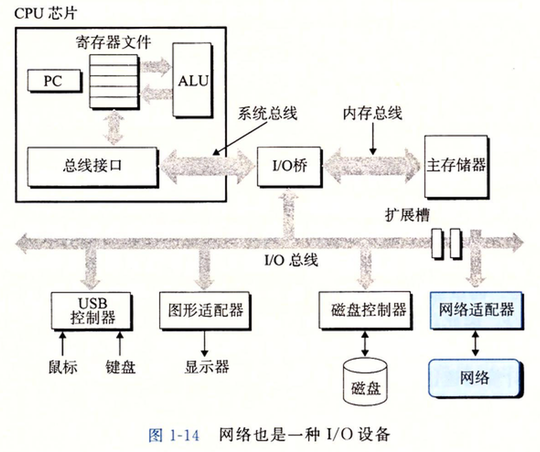 CPU 芯片
寄存器文件
PC
ALU
系统总线
内存总线
总线接口
I/O桥
主存储器
扩展槽
I/O 总线
USB
控制器
图形适配器
磁盘控制器
网络适配器
鼠标
键盘
显示器
磁盘
网络
图 1-14 网络也是一种 I/O 设备